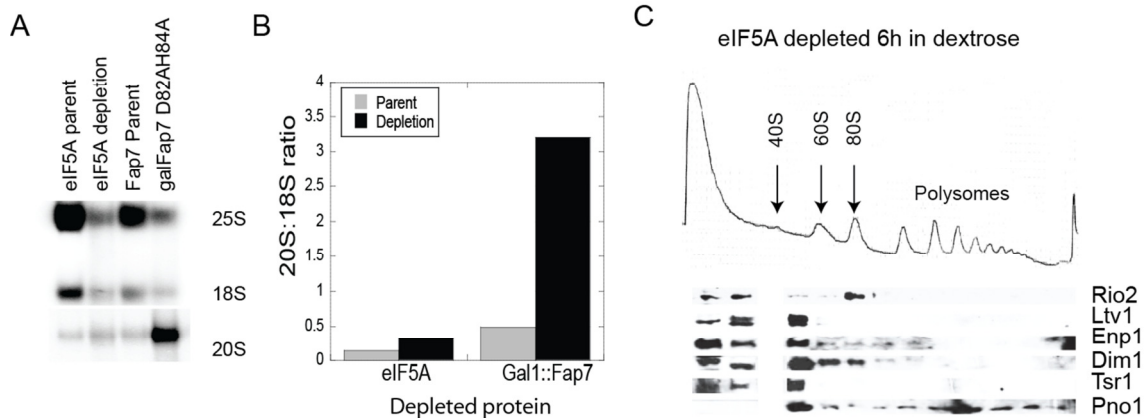 A
eIF5A parent
eIF5A depletion
Fap7 Parent
galFap7 D82AH84A
25S
18S
20S
B
20S:18S ratio
4
3.5
3
2.5
2
1.5
1
0.5
0
Parent
Depletion
eIF5A
Gal1::Fap7
Depleted protein
C
eIF5A depleted 6h in dextrose
40S
60S
80S
Polysomes
Rio2
Ltv1
Enp1
Dim1
Tsr1
Pno1